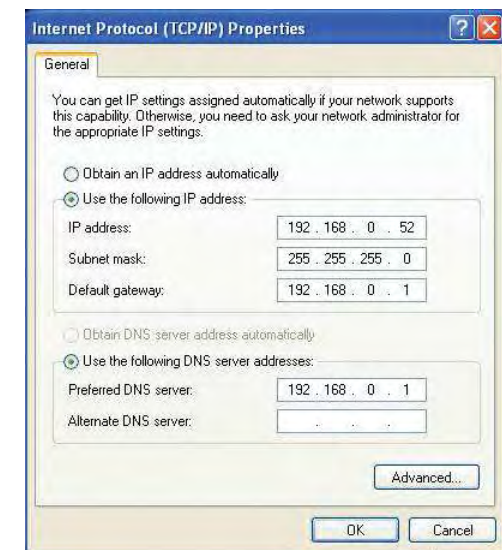 Internet Protocol (TCP/IP) Properties
General
You can get IP settings assigned automatically if your network supports
this capability. Otherwise, you need to ask your network administrator for
the appropriate IP settings.
Obtain an IP address automatically
Use the following IP address:
IP address: 192 . 168 . 0 . 52
Subnet mask: 255 . 255 . 255 . 0
Default gateway: 192 . 168 . 0 . 1
Obtain DNS server address automatically
Use the following DNS server addresses:
Preferred DNS server: 192 . 168 . 0 . 1
Alternate DNS server: . . .
Advanced...
OK Cancel